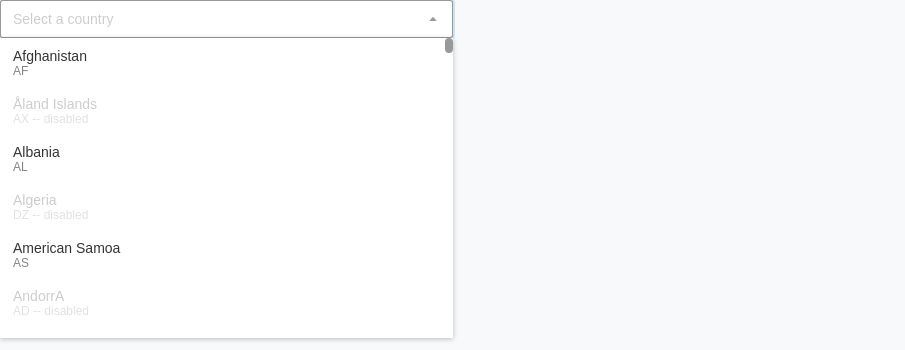 Select a country
Afghanistan
AF
Åland Islands
AX -- disabled
Albania
AL
Algeria
DZ -- disabled
American Samoa
AS
AndorrA
AD -- disabled